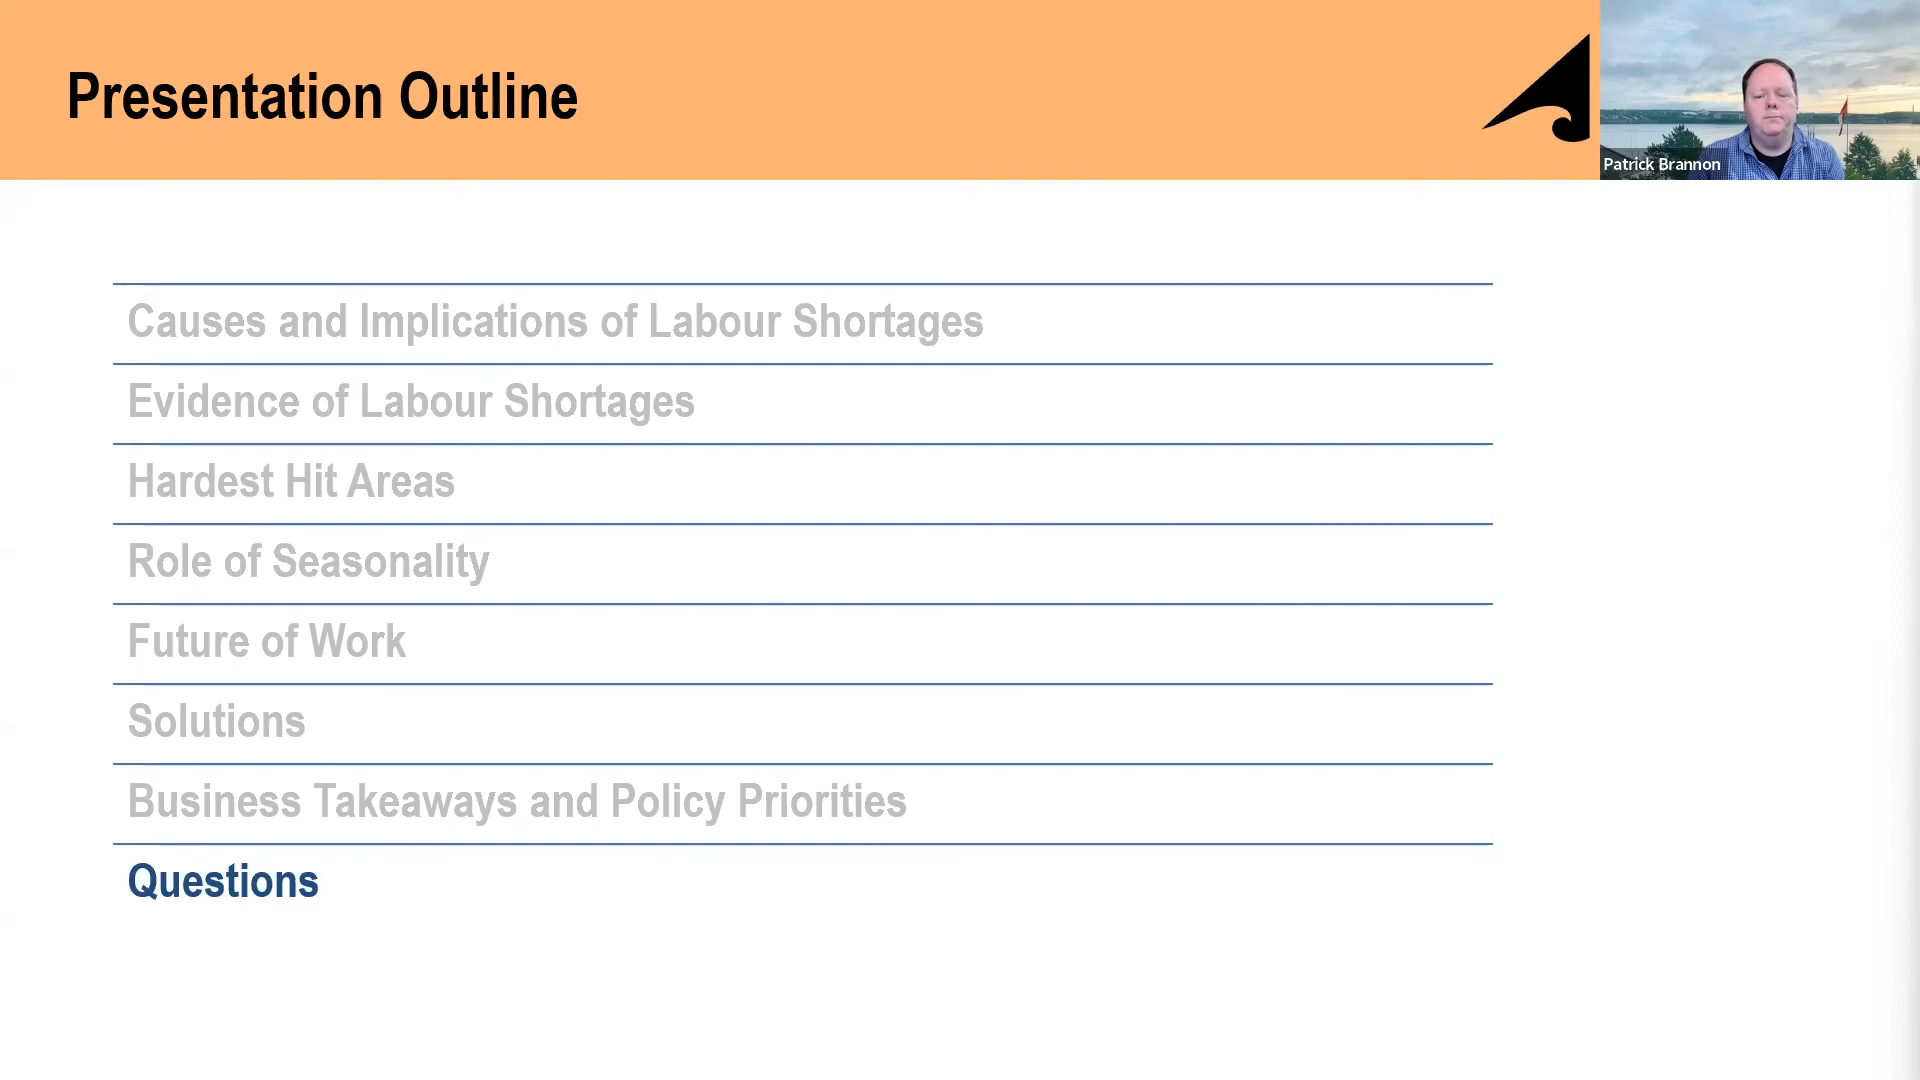 Presentation Outline
Patrick Brannon
Causes and Implications of Labour Shortages
Evidence of Labour Shortages
Hardest Hit Areas
Role of Seasonality
Future of Work
Solutions
Business Takeaways and Policy Priorities
Questions